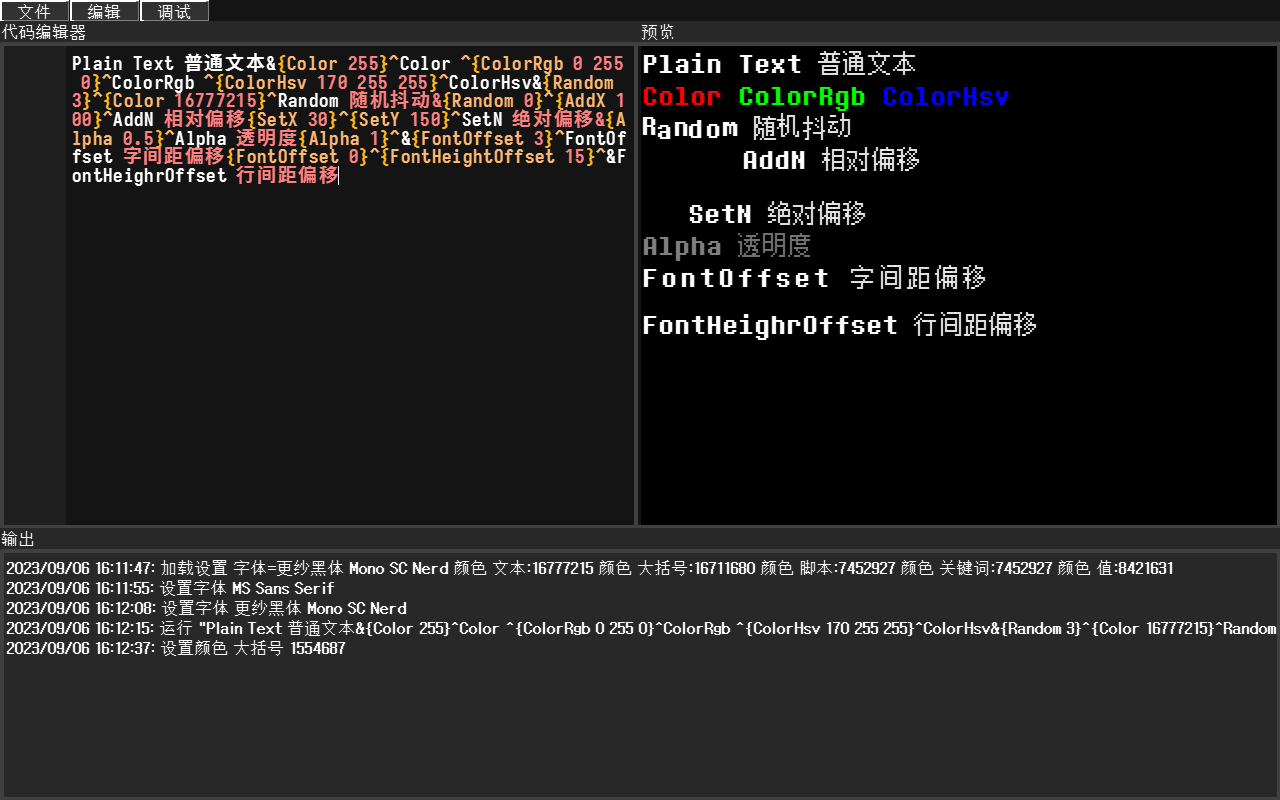 文件 编辑 调试
代码编辑器
Plain Text 普通文本&{Color 255}^Color ^{ColorRgb 0 255
0}^ColorRgb ^{ColorHsv 170 255 255}^ColorHsv&{Random
3}^{Color 16777215}^Random 随机抖动&{Random 0}^{AddX 1
00}^AddN 相对偏移{SetX 30}^{SetY 150}^SetN 绝对偏移&{A
lpha 0.5}^Alpha 透明度{Alpha 1}^&{FontOffset 3}^FontOf
fset 字间距偏移{FontOffset 0}^{FontHeightOffset 15}^&F
ontHeighrOffset 行间距偏移
预览
Plain Text 普通文本
Color ColorRgb ColorHsv
Random 随机抖动
AddN 相对偏移
SetN 绝对偏移
Alpha 透明度
FontOffset 字间距偏移
FontHeighrOffset 行间距偏移
输出
2023/09/06 16:11:47: 加载设置 字体=更纱黑体 Mono SC Nerd 颜色 文本:16777215 颜色 大括号:16711680 颜色 脚本:7452927 颜色 关键词:7452927 颜色 值:8421631
2023/09/06 16:11:55: 设置字体 MS Sans Serif
2023/09/06 16:12:08: 设置字体 更纱黑体 Mono SC Nerd
2023/09/06 16:12:15: 运行 "Plain Text 普通文本&{Color 255}^Color ^{ColorRgb 0 255 0}^ColorRgb ^{ColorHsv 170 255 255}^ColorHsv&{Random 3}^{Color 16777215}^Random
2023/09/06 16:12:37: 设置颜色 大括号 1554687